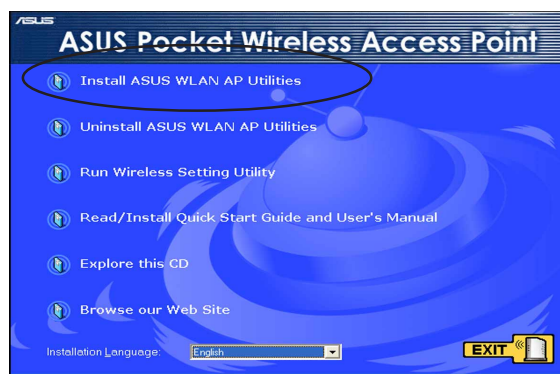 ASUS
ASUS Pocket Wireless Access Point
Install ASUS WLAN AP Utilities
Uninstall ASUS WLAN AP Utilities
Run Wireless Setting Utility
Read/Install Quick Start Guide and User's Manual
Explore this CD
Browse our Web Site
Installation Language: English
EXIT